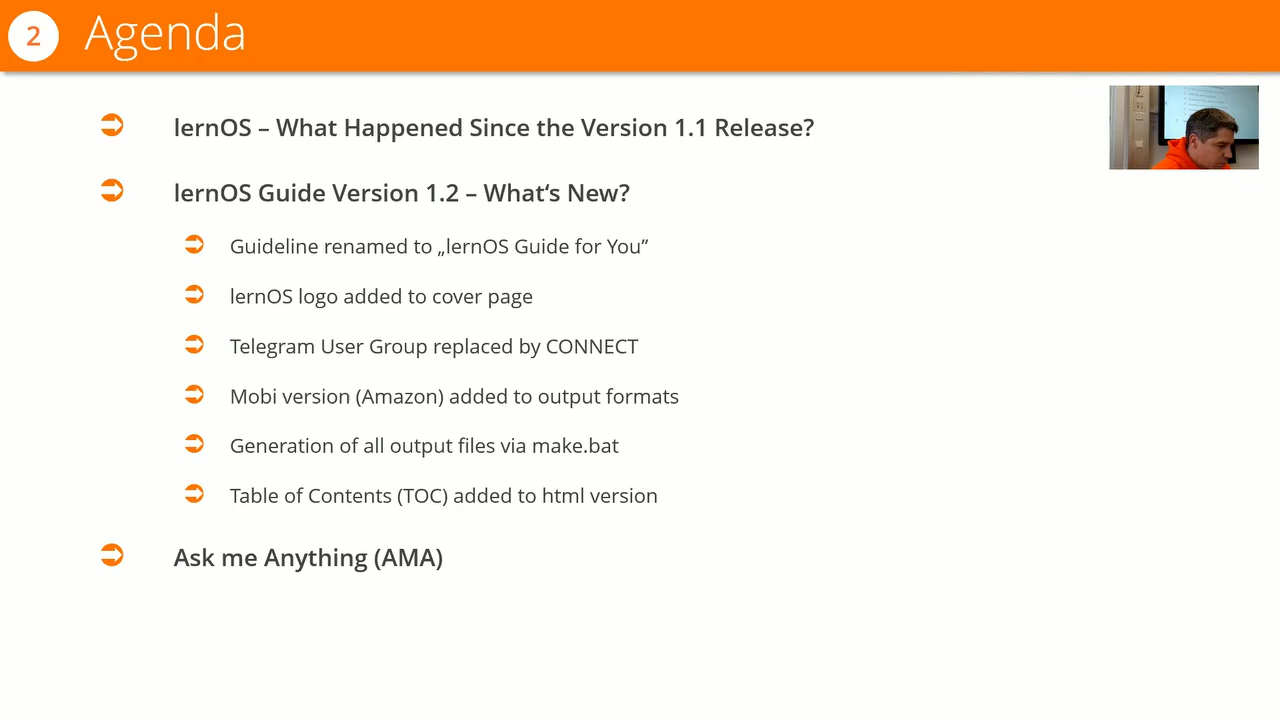 2 Agenda
lernOS – What Happened Since the Version 1.1 Release?
lernOS Guide Version 1.2 – What‘s New?
Guideline renamed to „lernOS Guide for You”
lernOS logo added to cover page
Telegram User Group replaced by CONNECT
Mobi version (Amazon) added to output formats
Generation of all output files via make.bat
Table of Contents (TOC) added to html version
Ask me Anything (AMA)